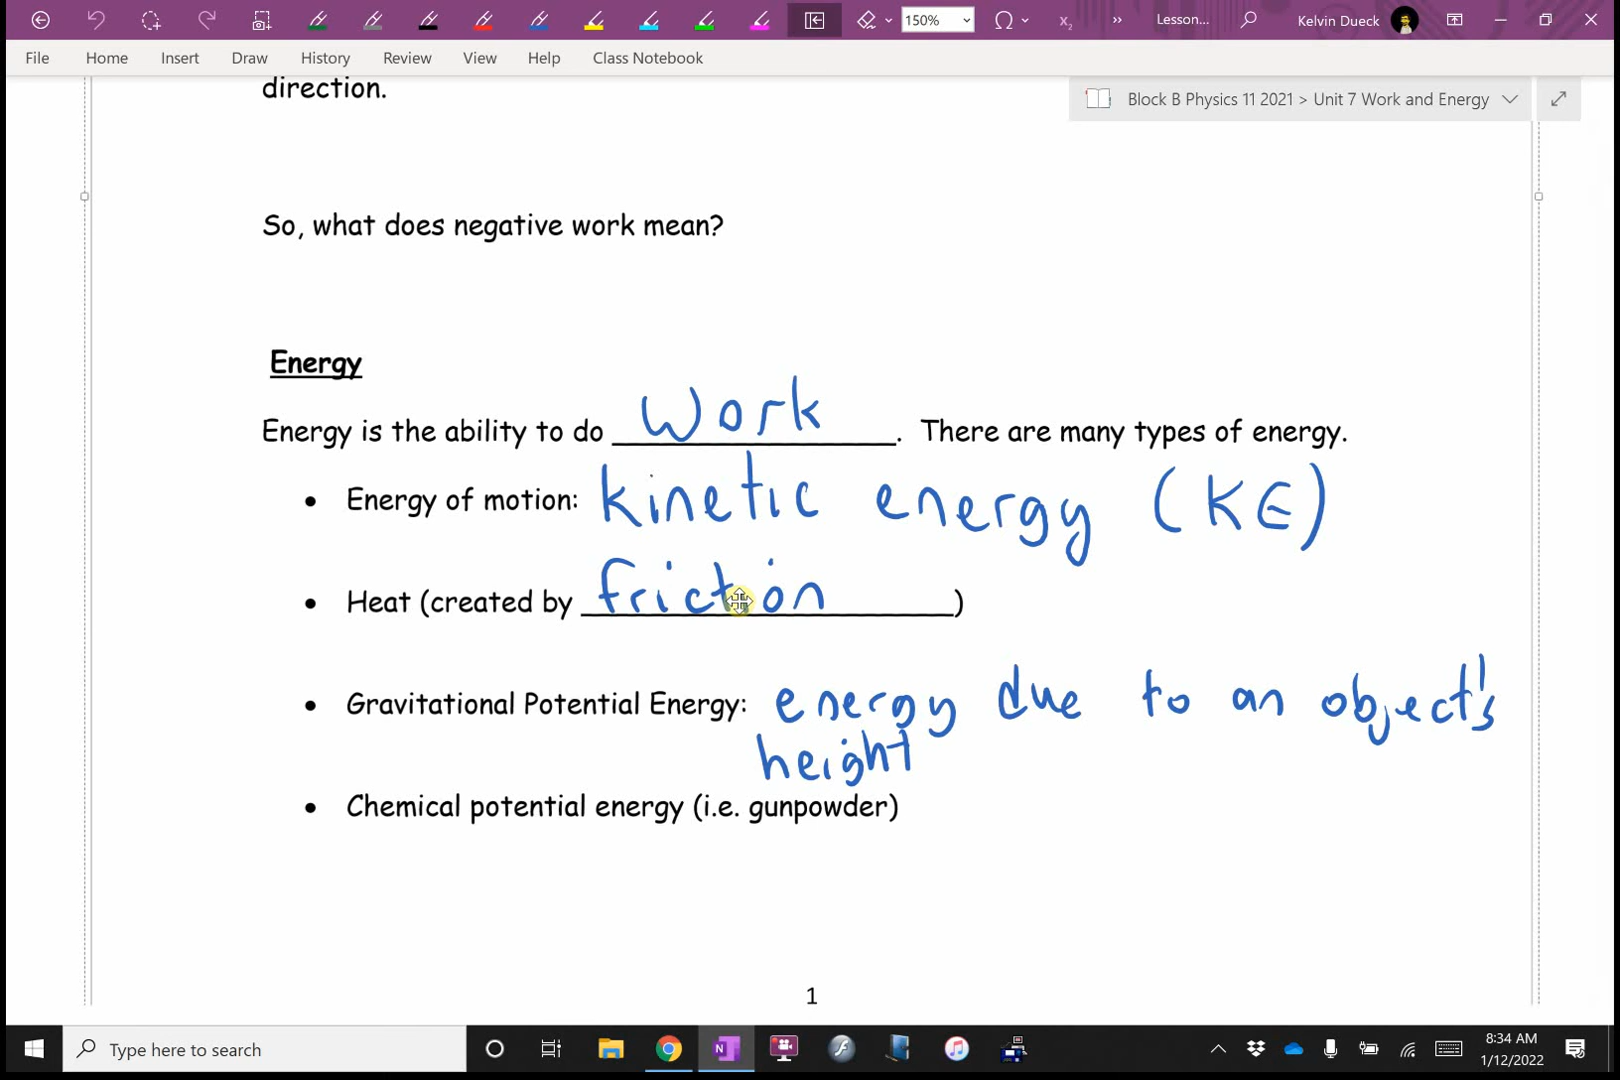 150% Ω x₂ » Lesson... Kelvin Dueck
File Home Insert Draw History Review View Help Class Notebook
direction.
Block B Physics 11 2021 > Unit 7 Work and Energy
So, what does negative work mean?
Energy
Energy is the ability to do work. There are many types of energy.
• Energy of motion: kinetic energy (KE)
• Heat (created by friction)
• Gravitational Potential Energy: energy due to an object's
height
• Chemical potential energy (i.e. gunpowder)
1
Type here to search
N
8:34 AM
1/12/2022